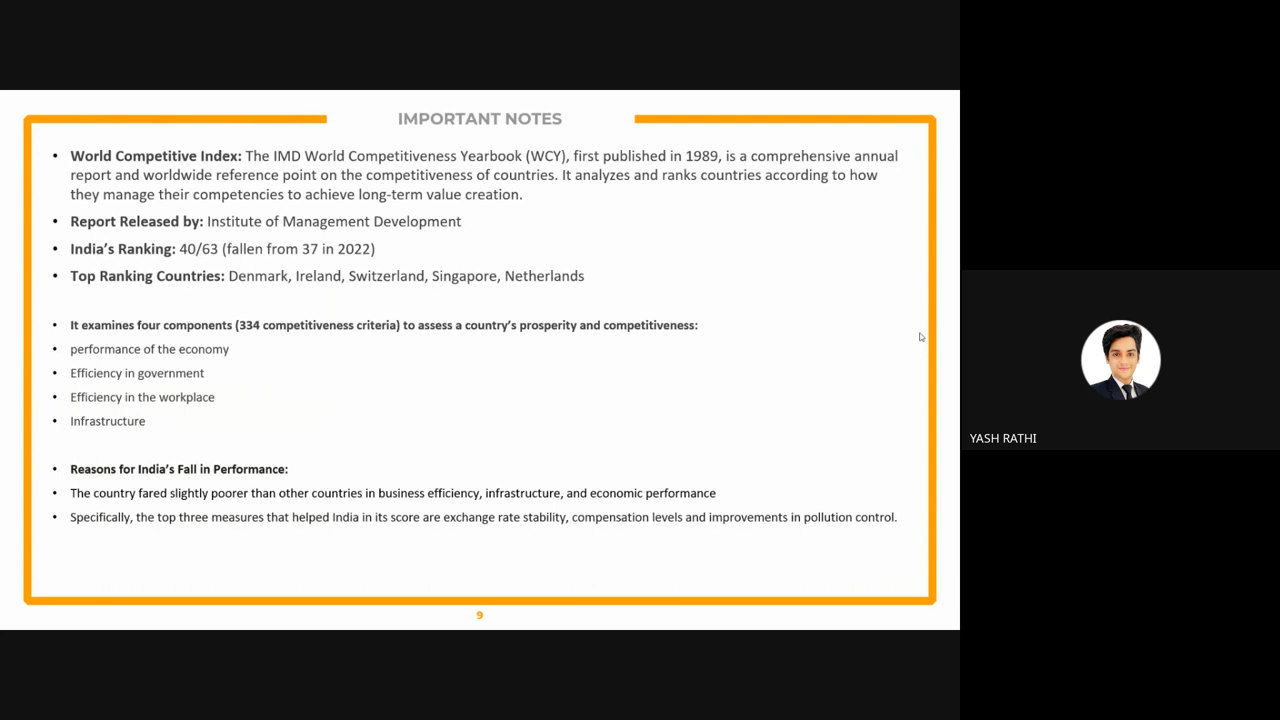 IMPORTANT NOTES
• World Competitive Index: The IMD World Competitiveness Yearbook (WCY), first published in 1989, is a comprehensive annual
report and worldwide reference point on the competitiveness of countries. It analyzes and ranks countries according to how
they manage their competencies to achieve long-term value creation.
• Report Released by: Institute of Management Development
• India’s Ranking: 40/63 (fallen from 37 in 2022)
• Top Ranking Countries: Denmark, Ireland, Switzerland, Singapore, Netherlands
• It examines four components (334 competitiveness criteria) to assess a country’s prosperity and competitiveness:
• performance of the economy
• Efficiency in government
• Efficiency in the workplace
• Infrastructure
• Reasons for India’s Fall in Performance:
• The country fared slightly poorer than other countries in business efficiency, infrastructure, and economic performance
• Specifically, the top three measures that helped India in its score are exchange rate stability, compensation levels and improvements in pollution control.
9
YASH RATHI